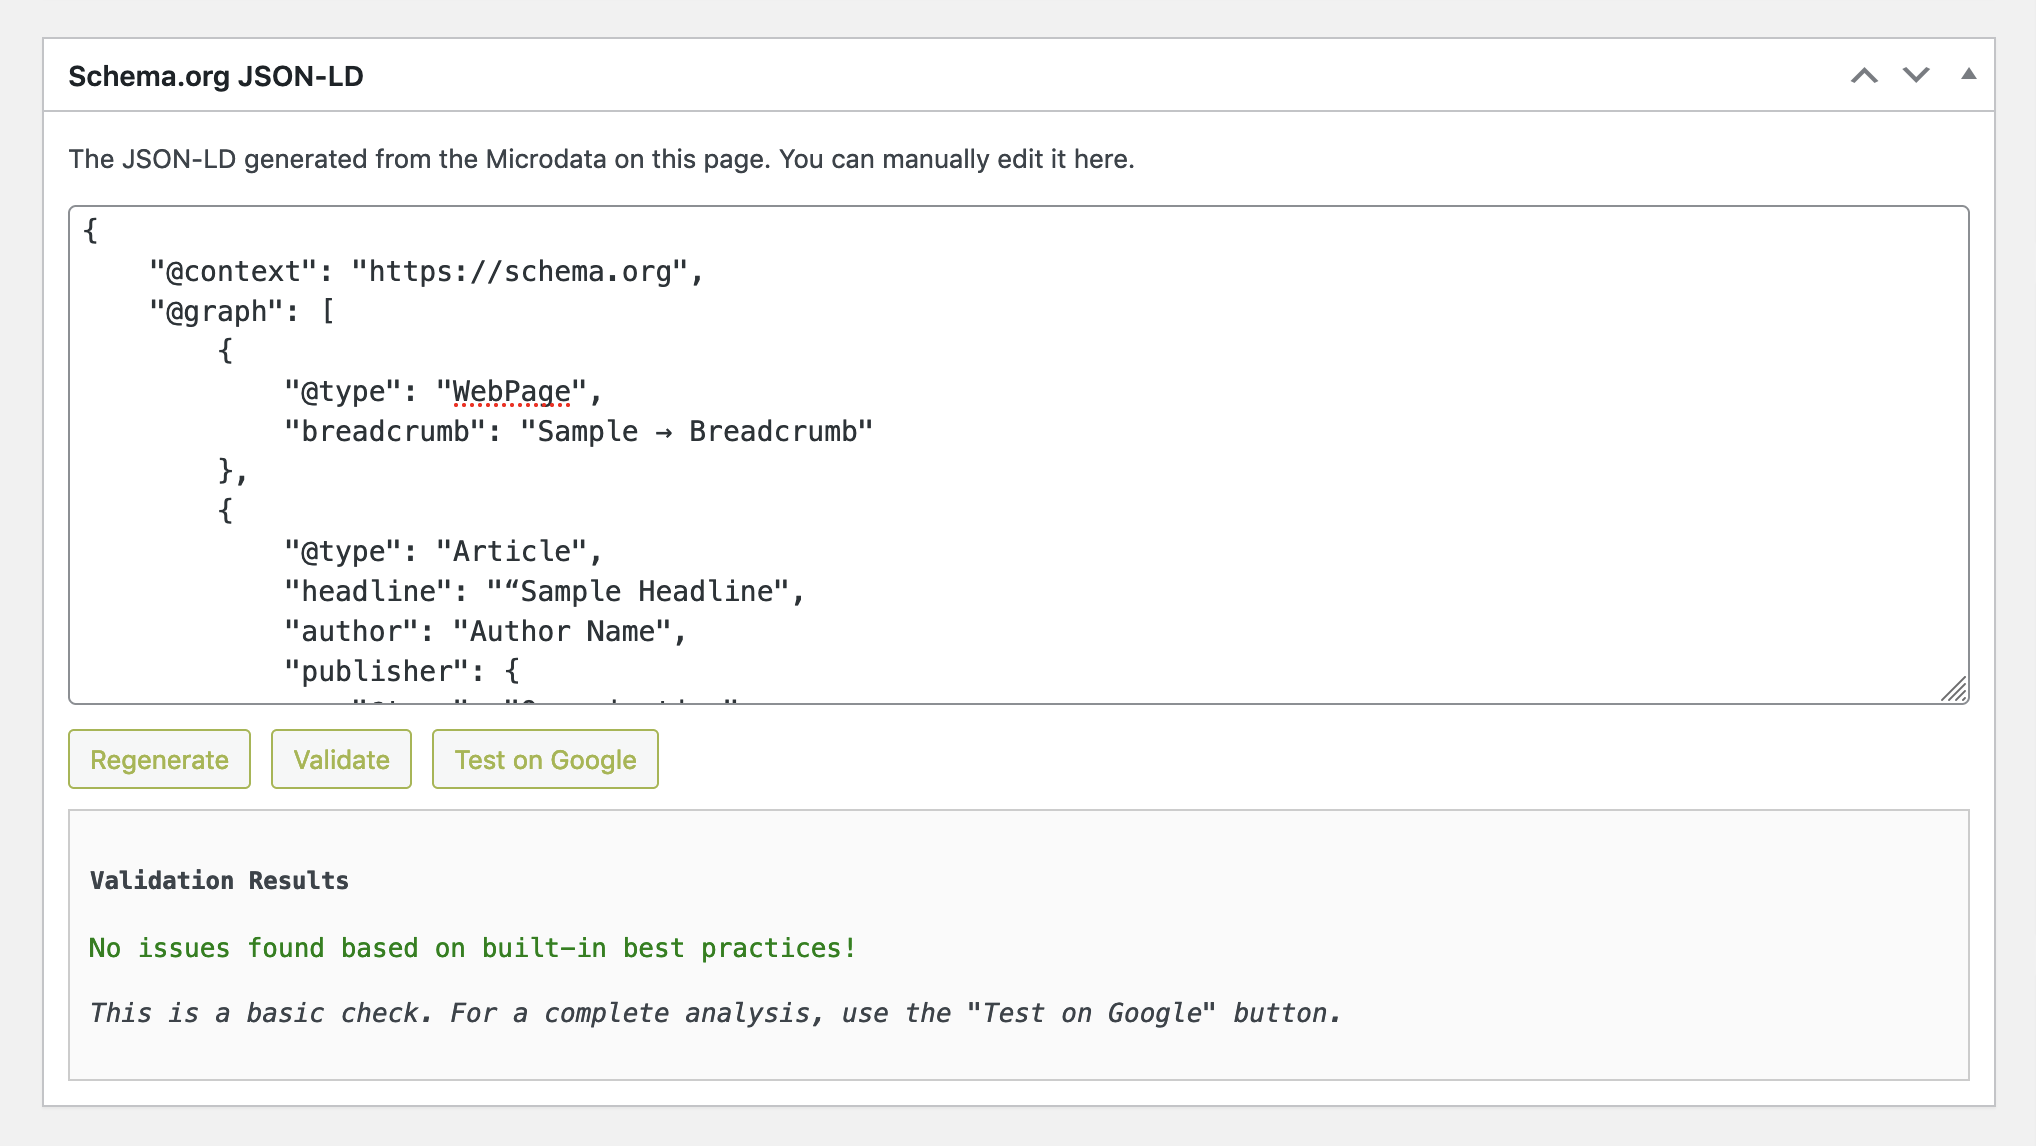 Schema.org JSON-LD
The JSON-LD generated from the Microdata on this page. You can manually edit it here.
{
    "@context": "https://schema.org",
    "@graph": [
        {
            "@type": "WebPage",
            "breadcrumb": "Sample → Breadcrumb"
        },
        {
            "@type": "Article",
            "headline": "“Sample Headline",
            "author": "Author Name",
            "publisher": {
Regenerate
Validate
Test on Google
Validation Results
No issues found based on built-in best practices!
This is a basic check. For a complete analysis, use the "Test on Google" button.